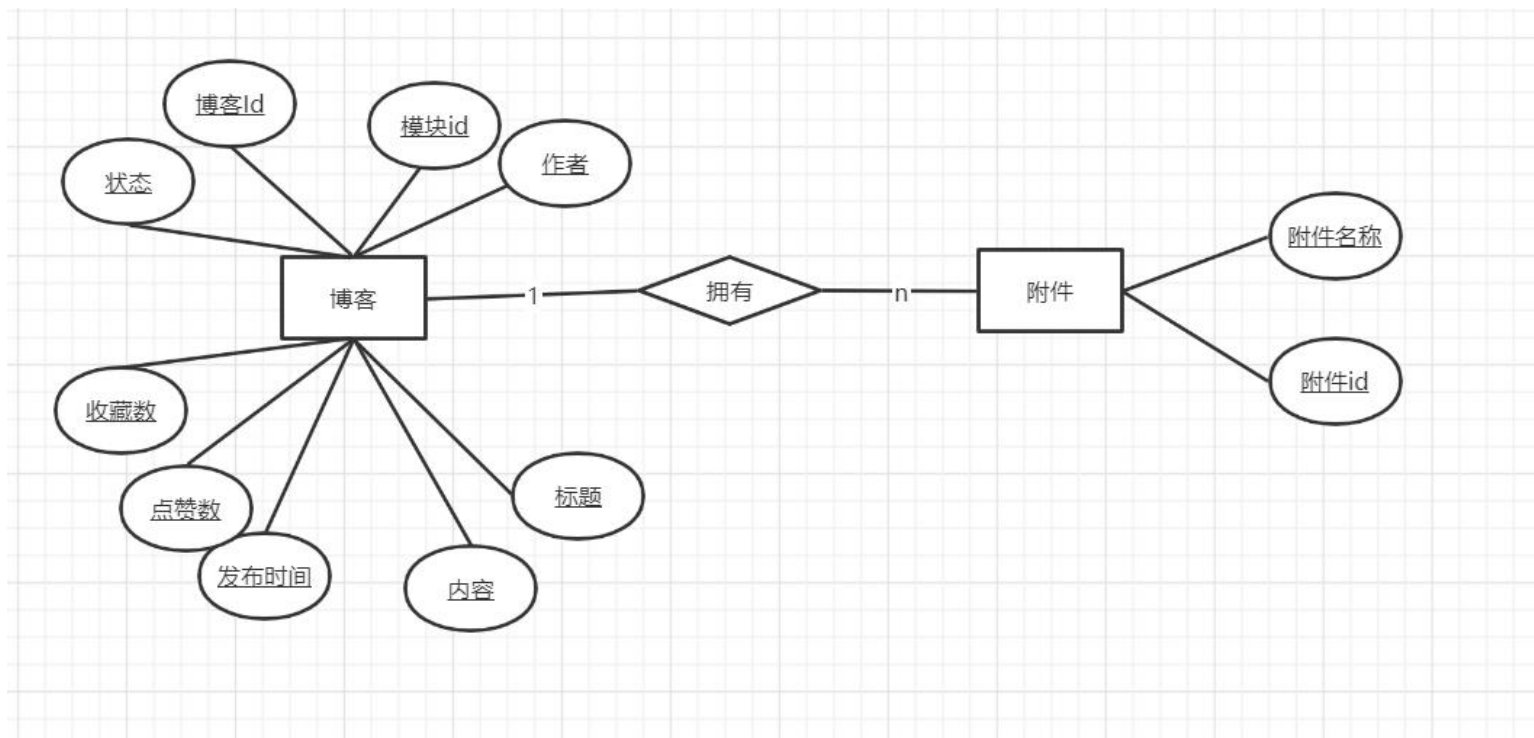 博客Id
模块id
作者
状态
博客
1
拥有
n
附件
附件名称
附件id
收藏数
点赞数
发布时间
内容
标题